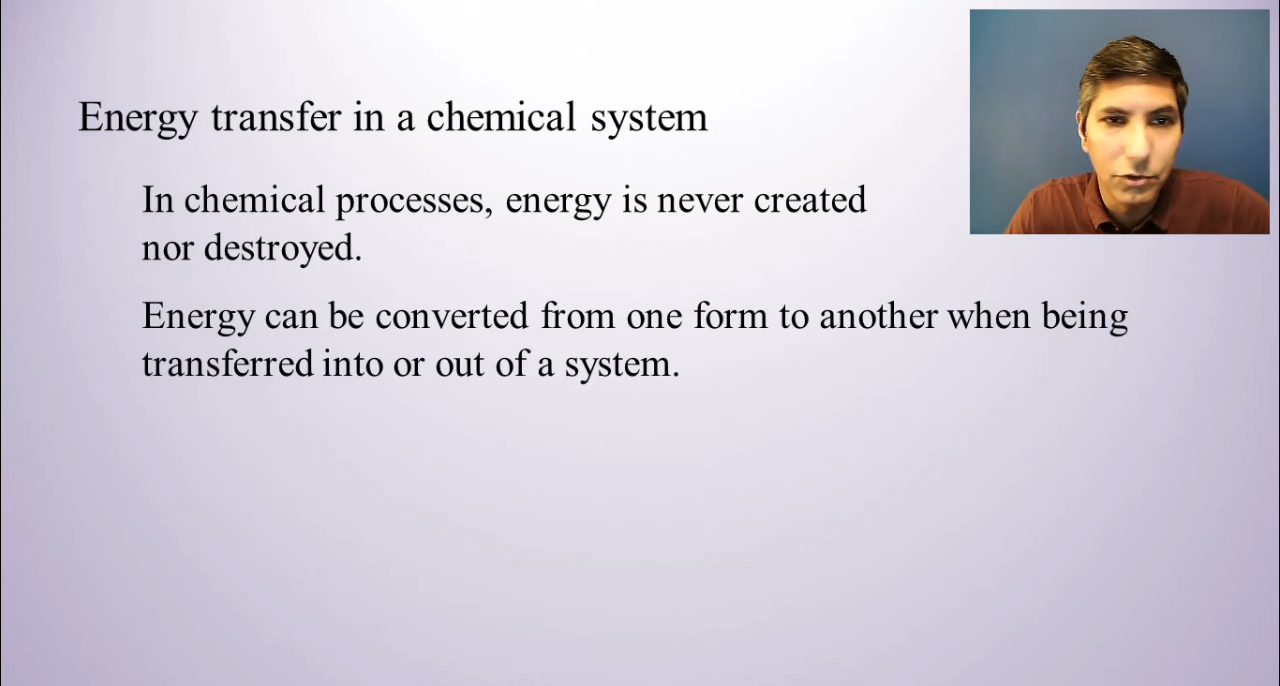 Energy transfer in a chemical system
In chemical processes, energy is never created
nor destroyed.
Energy can be converted from one form to another when being
transferred into or out of a system.